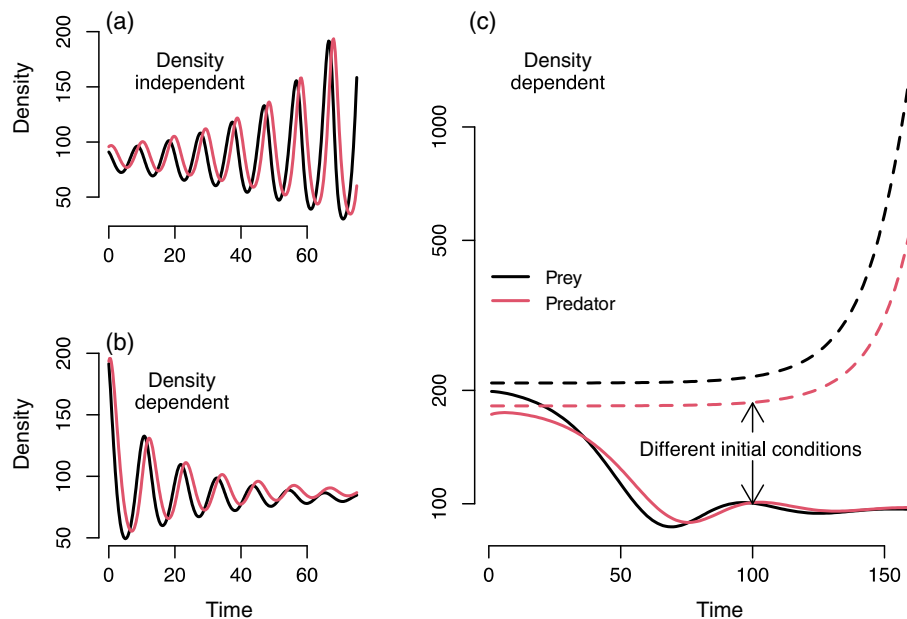 (a)
Density
independent
Density
200
150
100
50
0
20
40
60
(b)
Density
dependent
Density
200
150
100
50
0
20
40
60
Time
(c)
Density
dependent
1000
500
200
100
Prey
Predator
Different initial conditions
0
50
100
150
Time